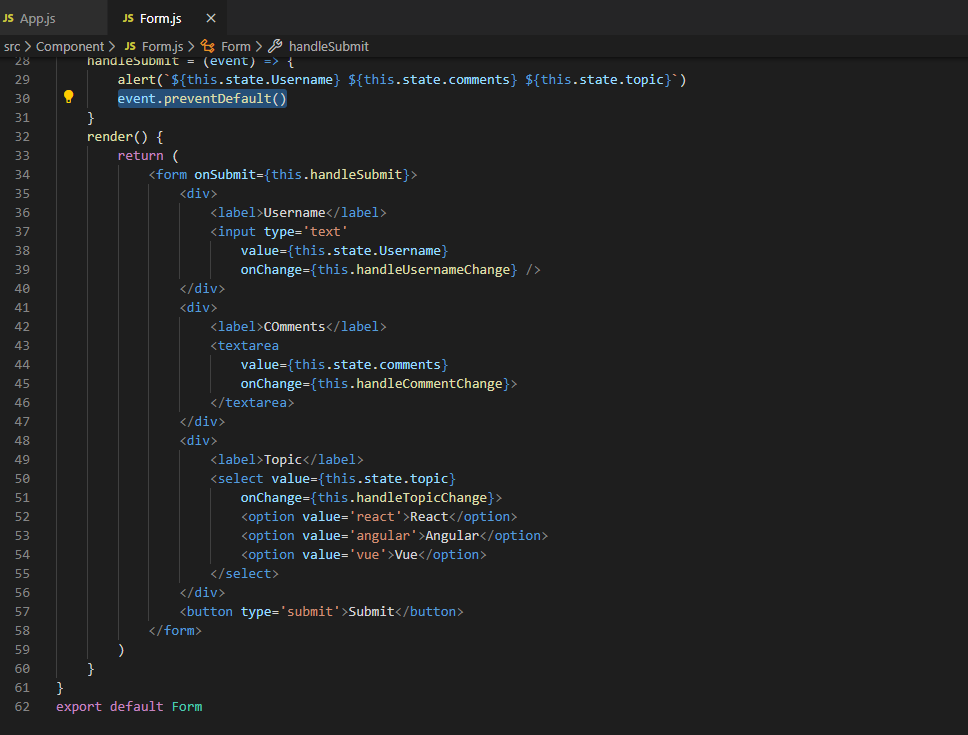 JS App.js
JS Form.js ×
src > Component > JS Form.js > Form > handleSubmit
28 handleSubmit = (event) => {
29 alert(`${this.state.Username} ${this.state.comments} ${this.state.topic}`)
30 event.preventDefault()
31 }
32 render() {
33 return (
34 <form onSubmit={this.handleSubmit}>
35 <div>
36 <label>Username</label>
37 <input type='text'
38 value={this.state.Username}
39 onChange={this.handleUsernameChange} />
40 </div>
41 <div>
42 <label>COmments</label>
43 <textarea
44 value={this.state.comments}
45 onChange={this.handleCommentChange}>
46 </textarea>
47 </div>
48 <div>
49 <label>Topic</label>
50 <select value={this.state.topic}
51 onChange={this.handleTopicChange}>
52 <option value='react'>React</option>
53 <option value='angular'>Angular</option>
54 <option value='vue'>Vue</option>
55 </select>
56 </div>
57 <button type='submit'>Submit</button>
58 </form>
59 )
60 }
61 }
62 export default Form